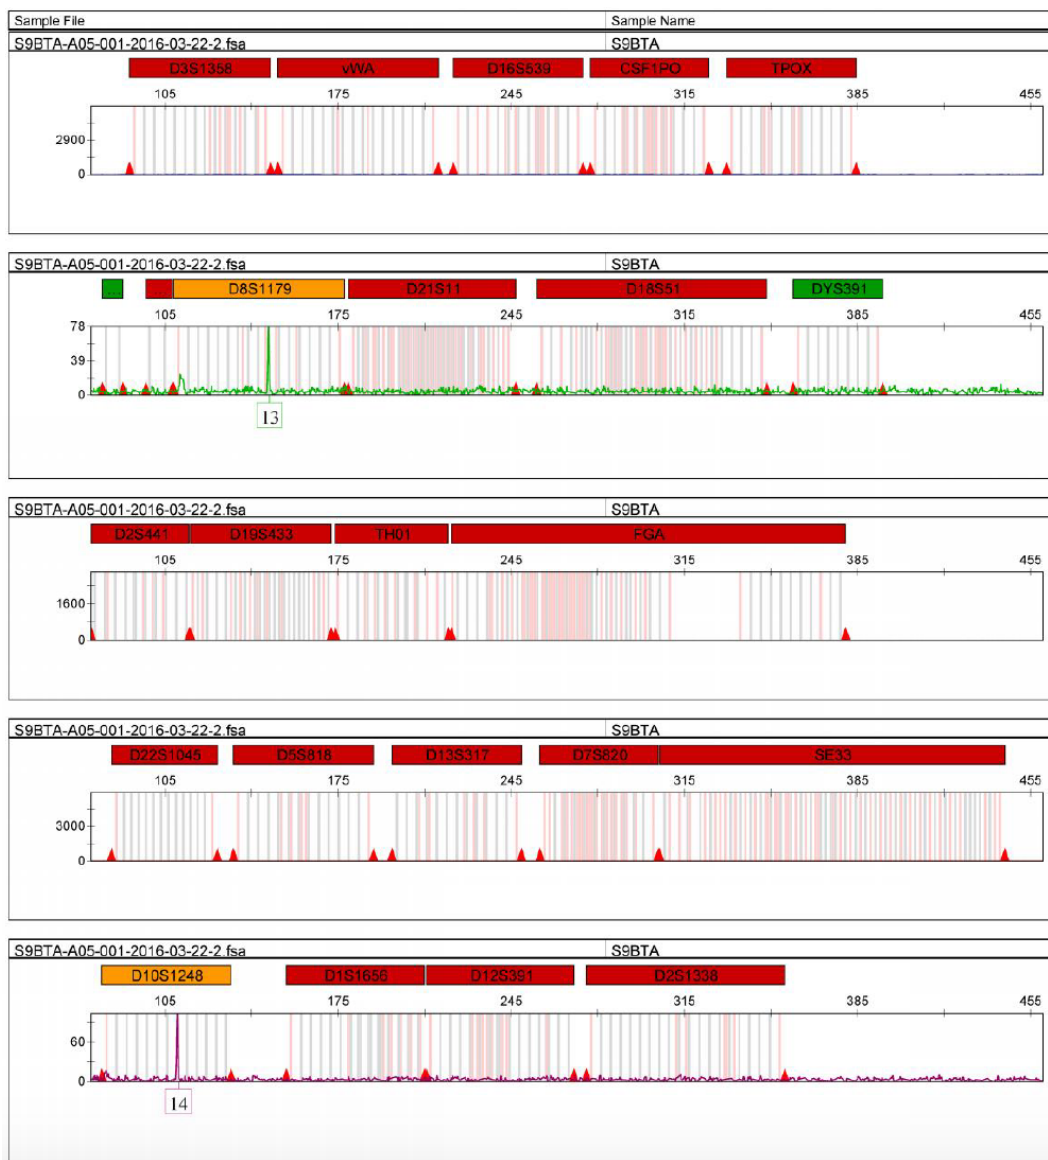 Sample File Sample Name
S9BTA-A05-001-2016-03-22-2.fsa S9BTA
D3S1358 vWA D16S539 CSF1PO TPOX
105 175 245 315 385 455
2900
0
S9BTA-A05-001-2016-03-22-2.fsa S9BTA
D8S1179 D21S11 D18S51 DYS391
105 175 245 315 385 455
78
39
0
13
S9BTA-A05-001-2016-03-22-2.fsa S9BTA
D2S441 D19S433 TH01 FGA
105 175 245 315 385 455
1600
0
S9BTA-A05-001-2016-03-22-2.fsa S9BTA
D22S1045 D5S818 D13S317 D7S820 SE33
105 175 245 315 385 455
3000
0
S9BTA-A05-001-2016-03-22-2.fsa S9BTA
D10S1248 D1S1656 D12S391 D2S1338
105 175 245 315 385 455
60
0
14